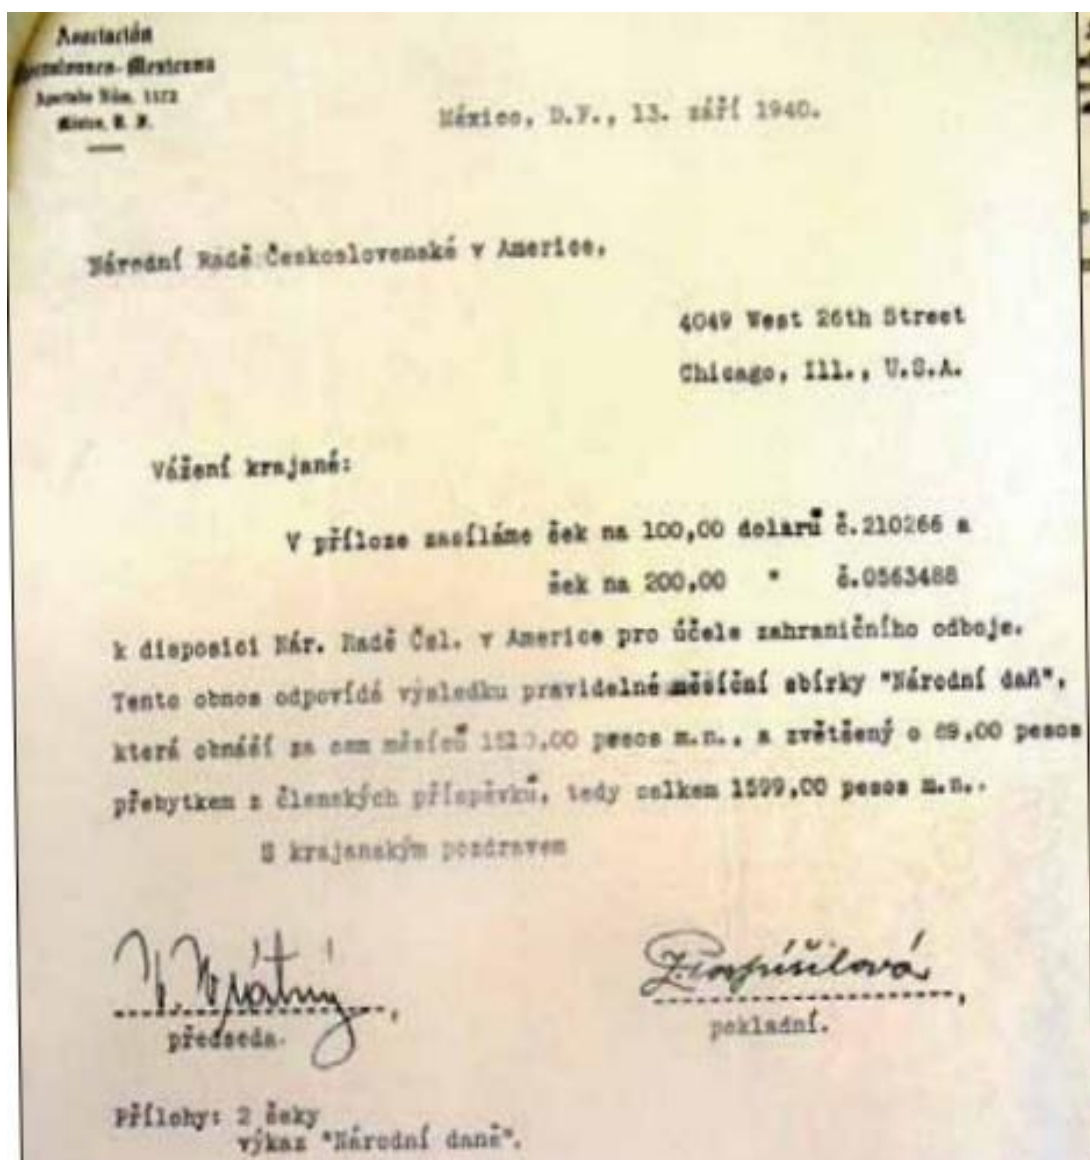 Asociación
Checoslovaco-Mexicana
Apartado Núm. 1172
México, D. F.
México, D.F., 13. září 1940.
Národní Radě Československé v Americe,
4049 West 26th Street
Chicago, Ill., U.S.A.
Vážení krajané:
V příloze zasíláme šek na 100,00 dolarů č.210266 a
šek na 200,00 " č.0563488
k disposici Nár. Radě Čsl. v Americe pro účele zahraničního odboje.
Tento obnos odpovídá výsledku pravidelné měsíční sbírky "Národní daň",
která obnáší za osm měsíců pesos m.n., a zvětšený o 89,00 pesos
přebytkem z členských příspěvků, tedy celkem 1599,00 pesos m.n..
S krajanským pozdravem
předseda.
Z. Pospíšilová,
pokladní.
Přílohy: 2 šeky
výkaz "Národní daně".